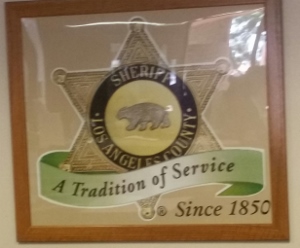 SHERIFF
LOS ANGELES COUNTY
A Tradition of Service
® Since 1850